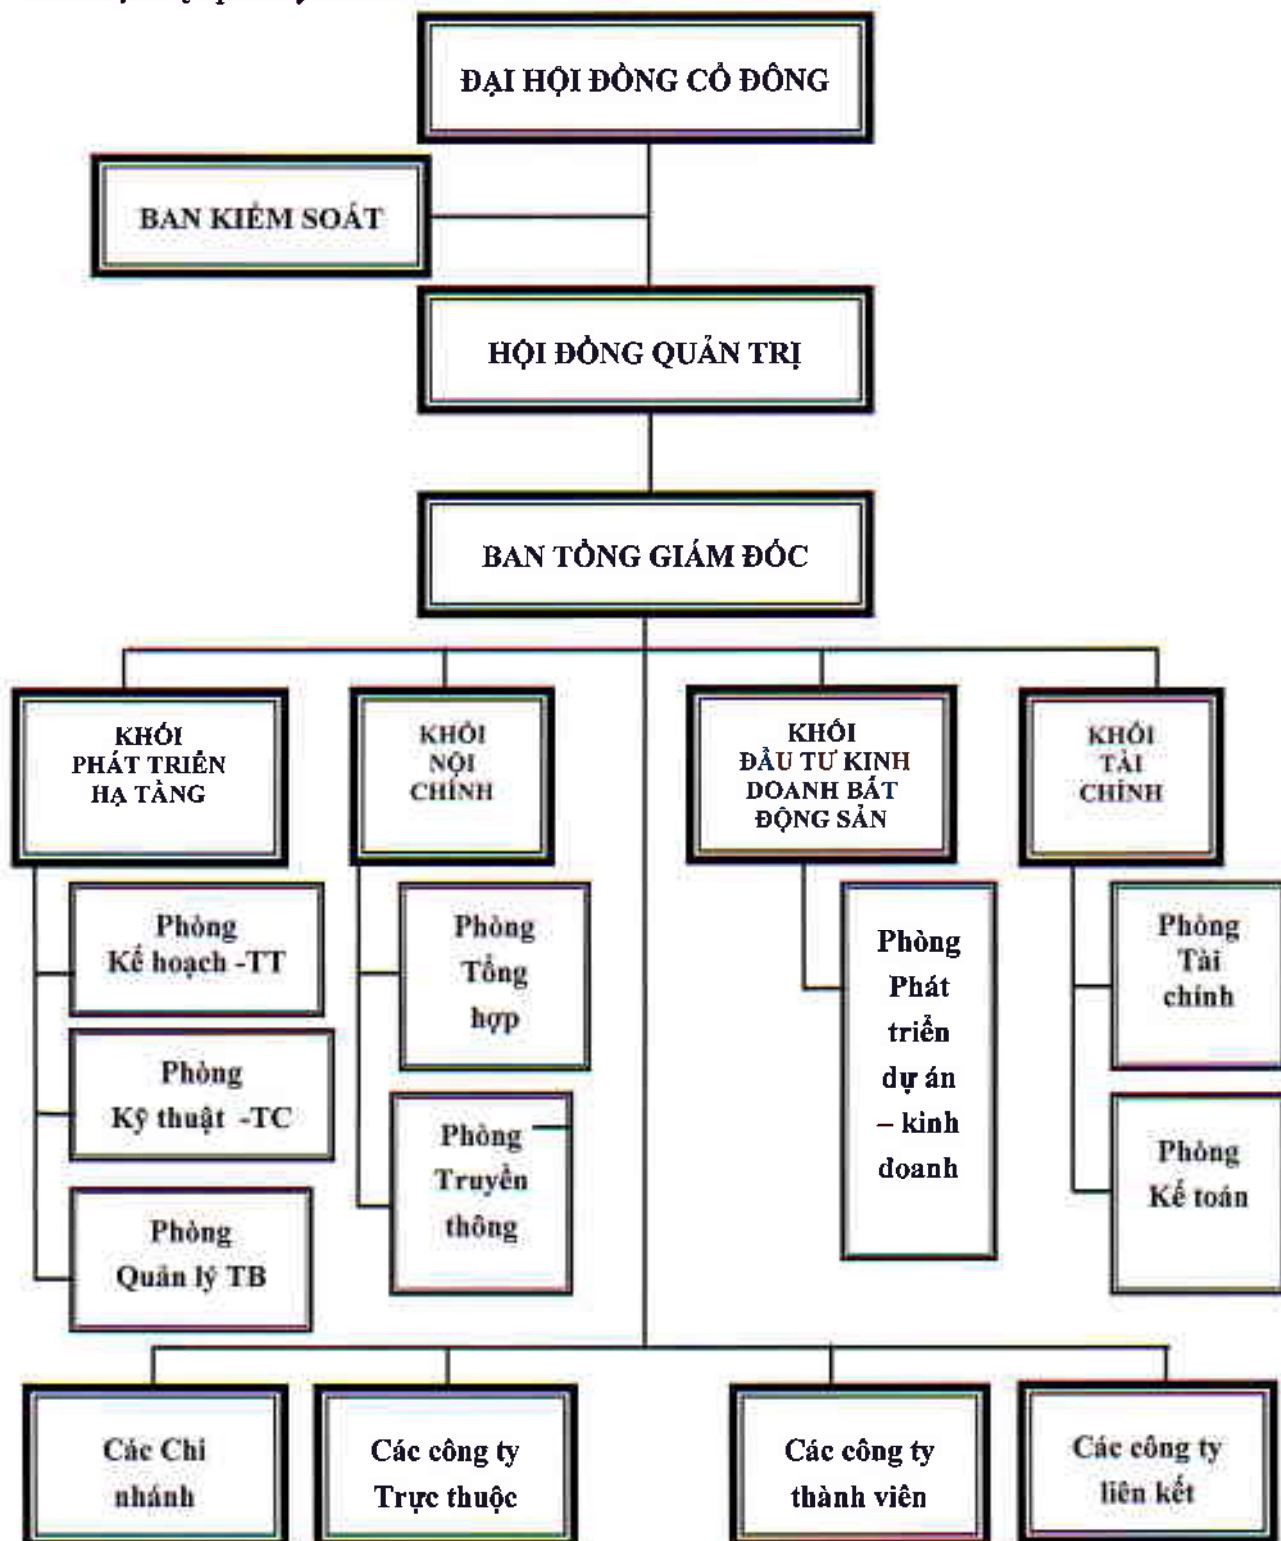 ĐẠI HỘI ĐỒNG CỔ ĐÔNG
BAN KIỂM SOÁT
HỘI ĐỒNG QUẢN TRỊ
BAN TỔNG GIÁM ĐỐC
KHỐI
PHÁT TRIỂN
HẠ TẦNG
KHỐI
NỘI
CHÍNH
KHỐI
ĐẦU TƯ KINH
DOANH BẤT
ĐỘNG SẢN
KHỐI
TÀI
CHÍNH
Phòng
Kế hoạch -TT
Phòng
Kỹ thuật -TC
Phòng
Quản lý TB
Phòng
Tổng
hợp
Phòng
Truyền
thông
Phòng
Phát
triển
dự án
– kinh
doanh
Phòng
Tài
chính
Phòng
Kế toán
Các Chi
nhánh
Các công ty
Trực thuộc
Các công ty
thành viên
Các công ty
liên kết